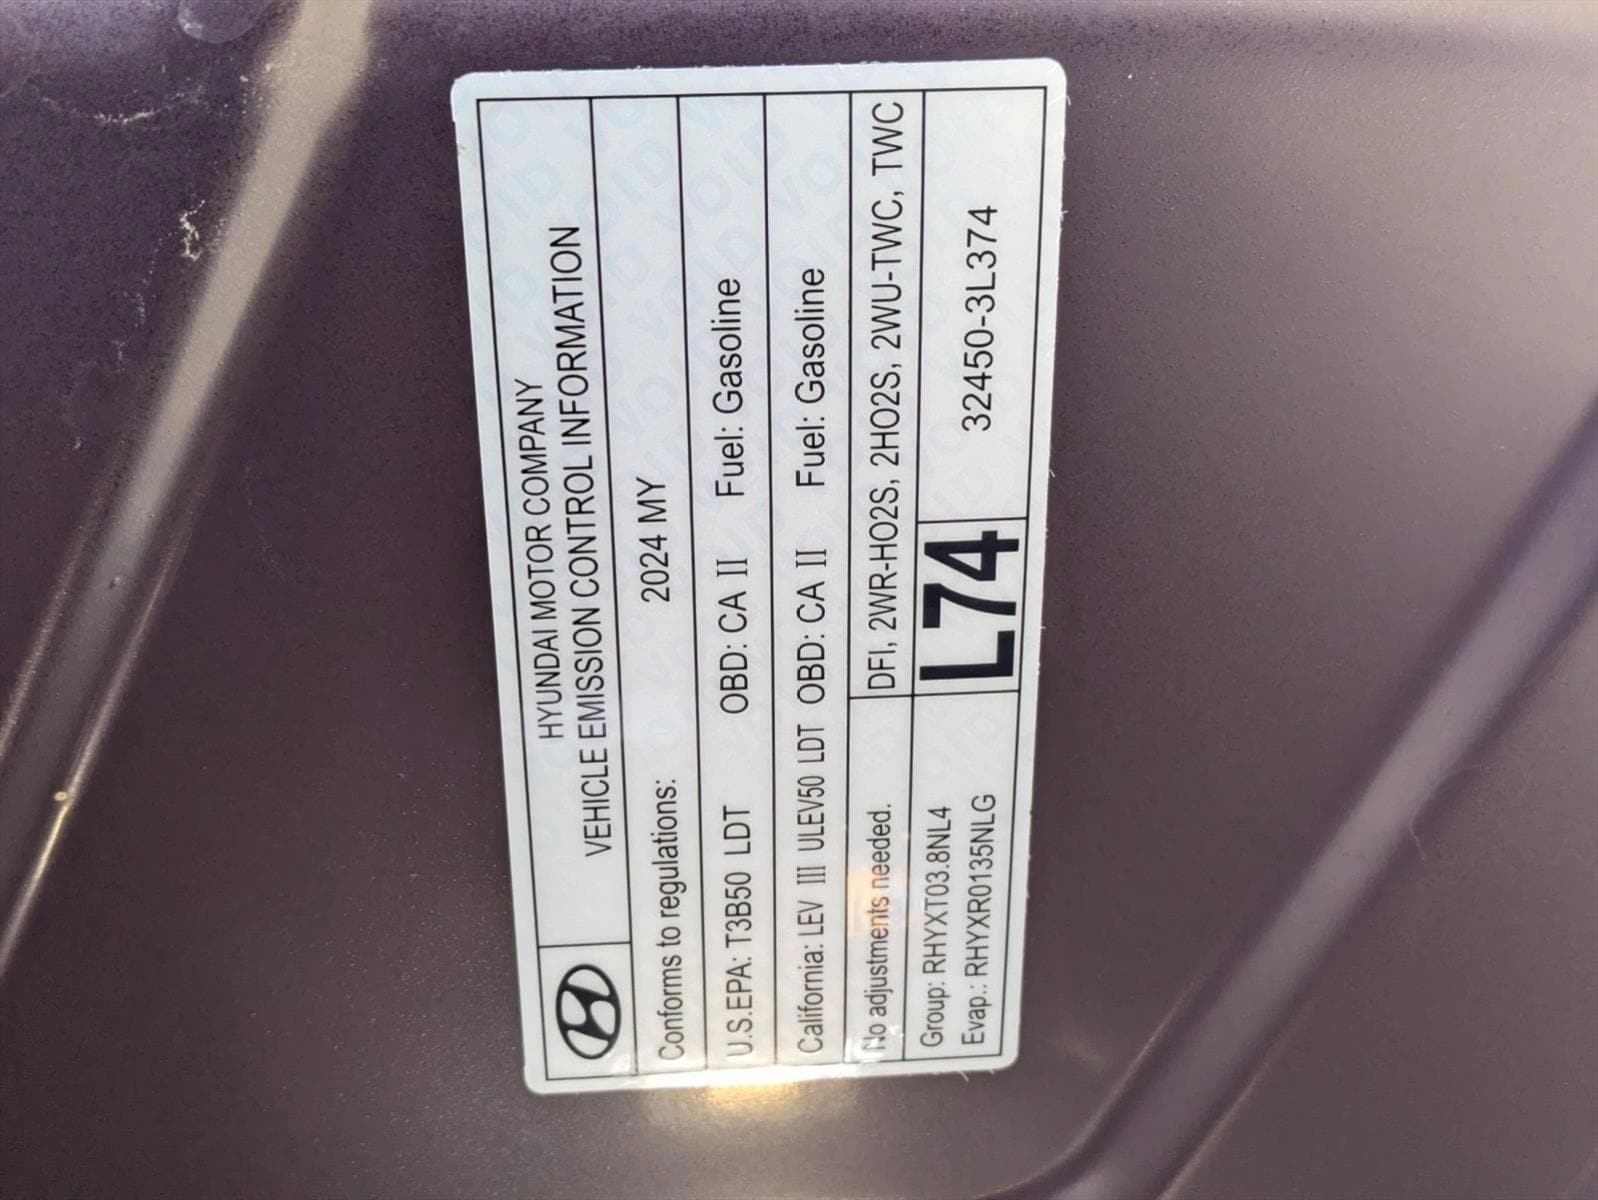 HYUNDAI MOTOR COMPANY
VEHICLE EMISSION CONTROL INFORMATION
Conforms to regulations: 2024 MY
U.S.EPA: T3B50 LDT OBD: CA II Fuel: Gasoline
California: LEV III ULEV50 LDT OBD: CA II Fuel: Gasoline
No adjustments needed. DFI, 2WR-HO2S, 2HO2S, 2WU-TWC, TWC
Group: RHYXT03.8NL4
Evap.: RHYXR0135NLG
L74
32450-3L374